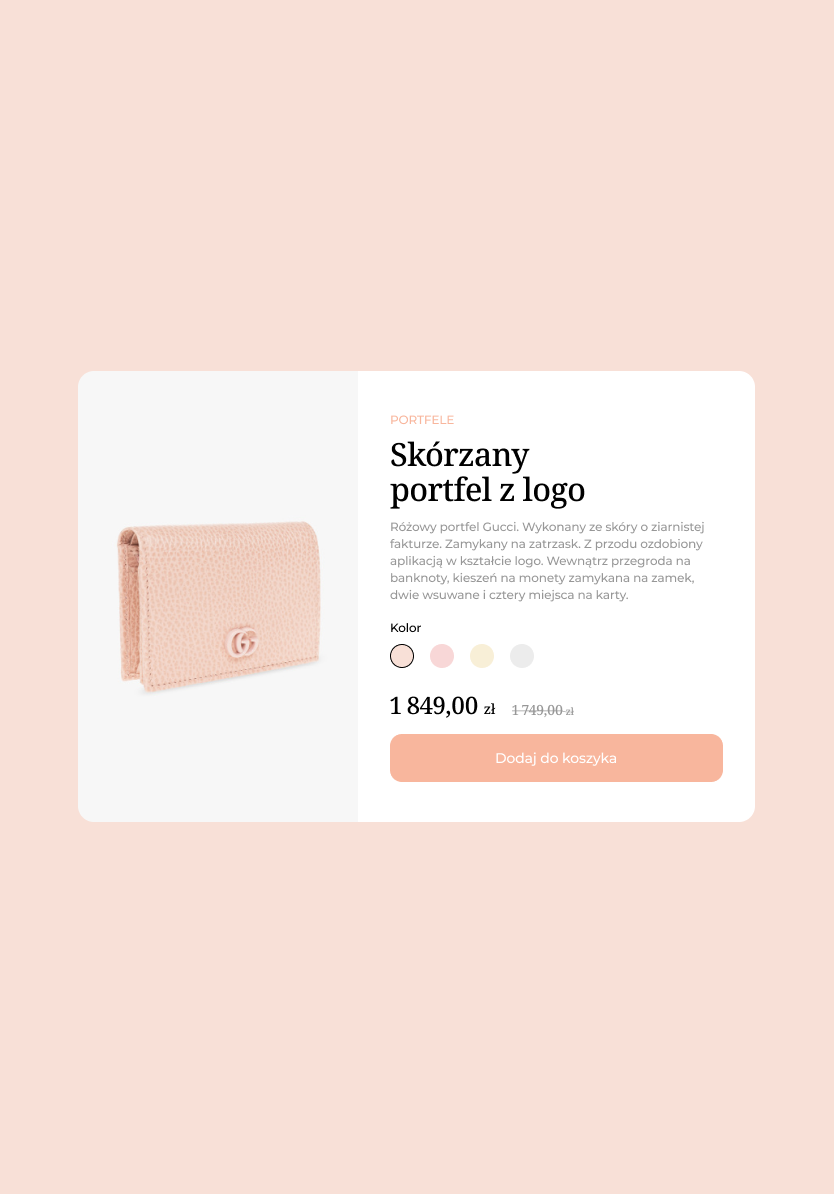 PORTFELE
Skórzany
portfel z logo
Różowy portfel Gucci. Wykonany ze skóry o ziarnistej
fakturze. Zamykany na zatrzask. Z przodu ozdobiony
aplikacją w kształcie logo. Wewnątrz przegroda na
banknoty, kieszeń na monety zamykana na zamek,
dwie wsuwane i cztery miejsca na karty.
Kolor
1 849,00 zł 1 749,00 zł
Dodaj do koszyka